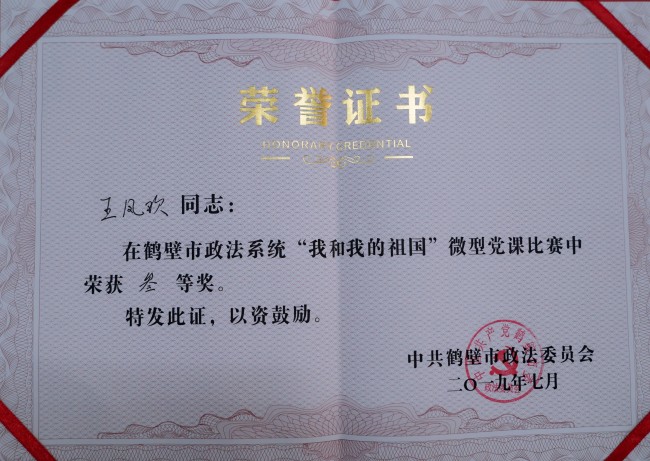 荣誉证书
HONORARY CREDENTIAL
王凤欢 同志：
在鹤壁市政法系统“我和我的祖国”微型党课比赛中
荣获 叁 等奖。
特发此证，以资鼓励。
中共鹤壁市政法委员会
二〇一九年七月